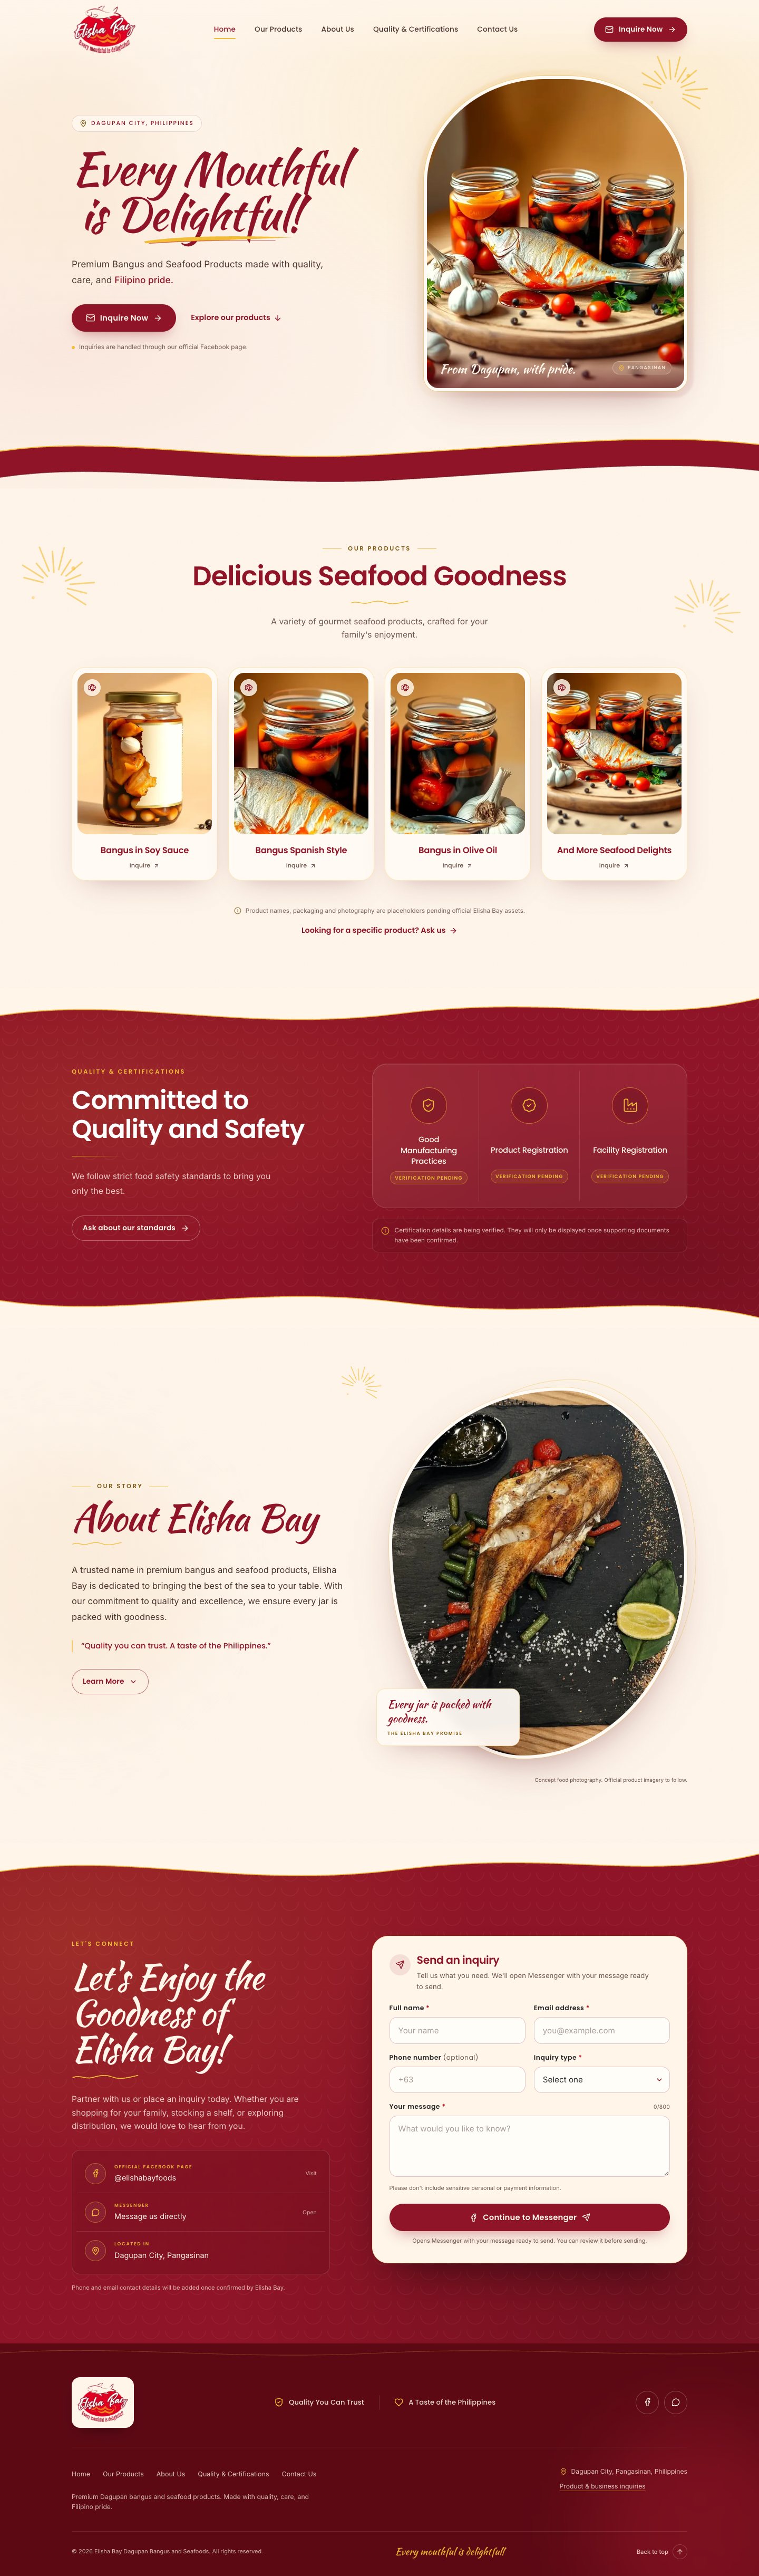 Elisha Bay
Every mouthful is delightful!
Home
Our Products
About Us
Quality & Certifications
Contact Us
Inquire Now
DAGUPAN CITY, PHILIPPINES
Every Mouthful
is Delightful!
Premium Bangus and Seafood Products made with quality,
care, and Filipino pride.
Inquire Now
Explore our products
Inquiries are handled through our official Facebook page.
From Dagupan, with pride.
PANGASINAN
OUR PRODUCTS
Delicious Seafood Goodness
A variety of gourmet seafood products, crafted for your
family's enjoyment.
Bangus in Soy Sauce
Inquire
Bangus Spanish Style
Inquire
Bangus in Olive Oil
Inquire
And More Seafood Delights
Inquire
Product names, packaging and photography are placeholders pending official Elisha Bay assets.
Looking for a specific product? Ask us
QUALITY & CERTIFICATIONS
Committed to
Quality and Safety
We follow strict food safety standards to bring you
only the best.
Ask about our standards
Good
Manufacturing
Practices
VERIFICATION PENDING
Product Registration
VERIFICATION PENDING
Facility Registration
VERIFICATION PENDING
Certification details are being verified. They will only be displayed once supporting documents
have been confirmed.
OUR STORY
About Elisha Bay
A trusted name in premium bangus and seafood products, Elisha
Bay is dedicated to bringing the best of the sea to your table. With
our commitment to quality and excellence, we ensure every jar is
packed with goodness.
“Quality you can trust. A taste of the Philippines.”
Learn More
Every jar is packed with
goodness.
THE ELISHA BAY PROMISE
Concept food photography. Official product imagery to follow.
LET'S CONNECT
Let's Enjoy the
Goodness of
Elisha Bay!
Partner with us or place an inquiry today. Whether you are
shopping for your family, stocking a shelf, or exploring
distribution, we would love to hear from you.
OFFICIAL FACEBOOK PAGE
@elishabayfoods
Visit
MESSENGER
Message us directly
Open
LOCATED IN
Dagupan City, Pangasinan
Phone and email contact details will be added once confirmed by Elisha Bay.
Send an inquiry
Tell us what you need. We'll open Messenger with your message ready
to send.
Full name *
Email address *
Your name
you@example.com
Phone number (optional)
Inquiry type *
+63
Select one
Your message *
0/800
What would you like to know?
Please don't include sensitive personal or payment information.
Continue to Messenger
Opens Messenger with your message ready to send. You can review it before sending.
Elisha Bay
Every mouthful is delightful!
Quality You Can Trust
A Taste of the Philippines
Home
Our Products
About Us
Quality & Certifications
Contact Us
Premium Dagupan bangus and seafood products. Made with quality, care, and
Filipino pride.
Dagupan City, Pangasinan, Philippines
Product & business inquiries
© 2026 Elisha Bay Dagupan Bangus and Seafoods. All rights reserved.
Every mouthful is delightful!
Back to top